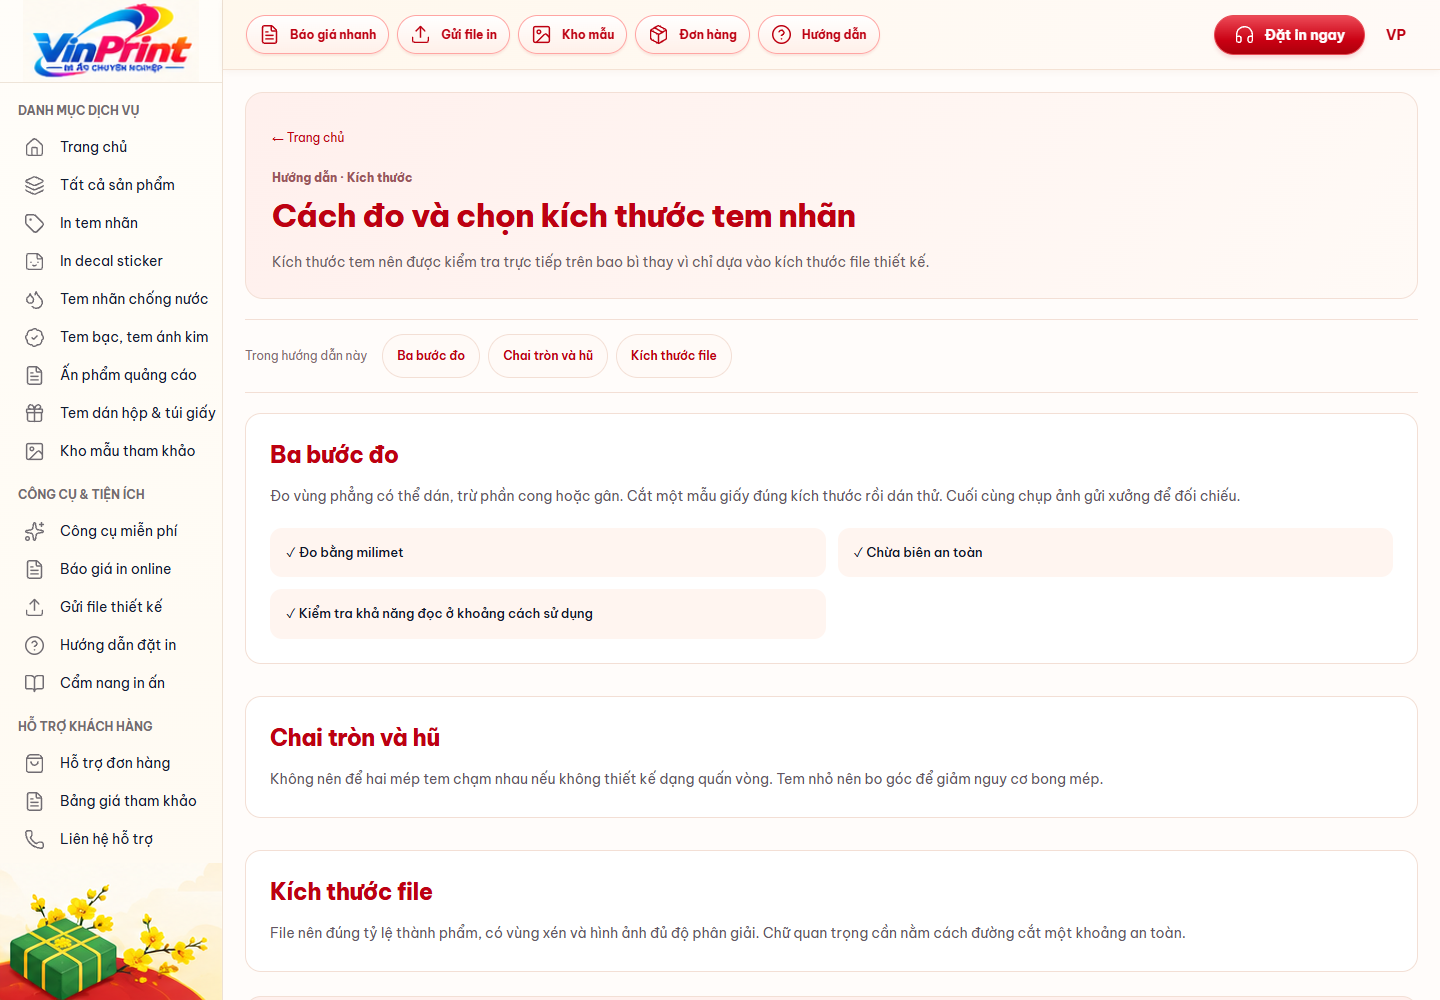 VinPrint
IN ẤN CHUYÊN NGHIỆP
DANH MỤC DỊCH VỤ
Trang chủ
Tất cả sản phẩm
In tem nhãn
In decal sticker
Tem nhãn chống nước
Tem bạc, tem ánh kim
Ấn phẩm quảng cáo
Tem dán hộp & túi giấy
Kho mẫu tham khảo
CÔNG CỤ & TIỆN ÍCH
Công cụ miễn phí
Báo giá in online
Gửi file thiết kế
Hướng dẫn đặt in
Cẩm nang in ấn
HỖ TRỢ KHÁCH HÀNG
Hỗ trợ đơn hàng
Bảng giá tham khảo
Liên hệ hỗ trợ
Báo giá nhanh
Gửi file in
Kho mẫu
Đơn hàng
Hướng dẫn
Đặt in ngay
VP
← Trang chủ
Hướng dẫn · Kích thước
Cách đo và chọn kích thước tem nhãn
Kích thước tem nên được kiểm tra trực tiếp trên bao bì thay vì chỉ dựa vào kích thước file thiết kế.
Trong hướng dẫn này
Ba bước đo
Chai tròn và hũ
Kích thước file
Ba bước đo
Đo vùng phẳng có thể dán, trừ phần cong hoặc gân. Cắt một mẫu giấy đúng kích thước rồi dán thử. Cuối cùng chụp ảnh gửi xưởng để đối chiếu.
✓ Đo bằng milimet
✓ Chừa biên an toàn
✓ Kiểm tra khả năng đọc ở khoảng cách sử dụng
Chai tròn và hũ
Không nên để hai mép tem chạm nhau nếu không thiết kế dạng quấn vòng. Tem nhỏ nên bo góc để giảm nguy cơ bong mép.
Kích thước file
File nên đúng tỷ lệ thành phẩm, có vùng xén và hình ảnh đủ độ phân giải. Chữ quan trọng cần nằm cách đường cắt một khoảng an toàn.